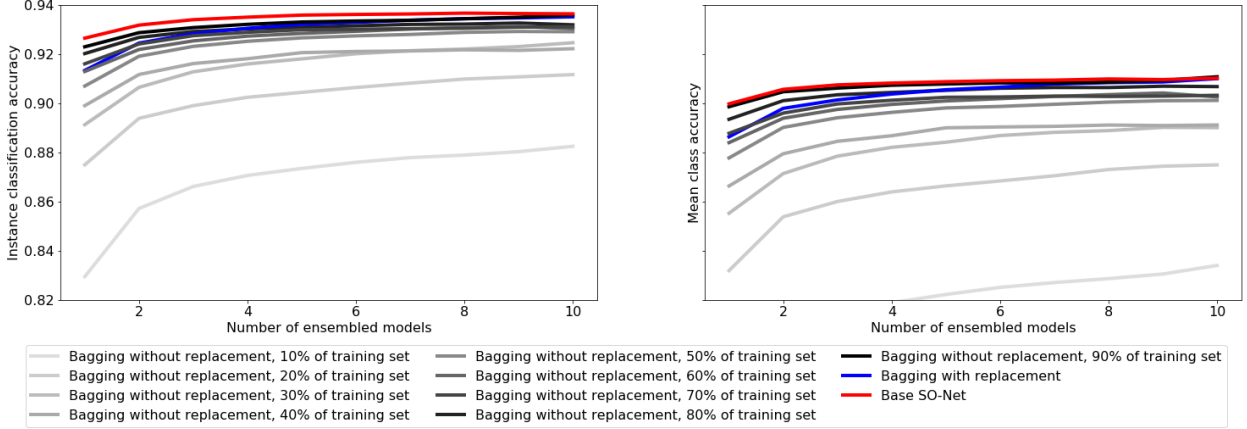 0.94
0.92
0.90
0.88
0.86
0.84
0.82
Instance classification accuracy
2 4 6 8 10
Number of ensembled models
Mean class accuracy
2 4 6 8 10
Number of ensembled models
Bagging without replacement, 10% of training set
Bagging without replacement, 20% of training set
Bagging without replacement, 30% of training set
Bagging without replacement, 40% of training set
Bagging without replacement, 50% of training set
Bagging without replacement, 60% of training set
Bagging without replacement, 70% of training set
Bagging without replacement, 80% of training set
Bagging without replacement, 90% of training set
Bagging with replacement
Base SO-Net